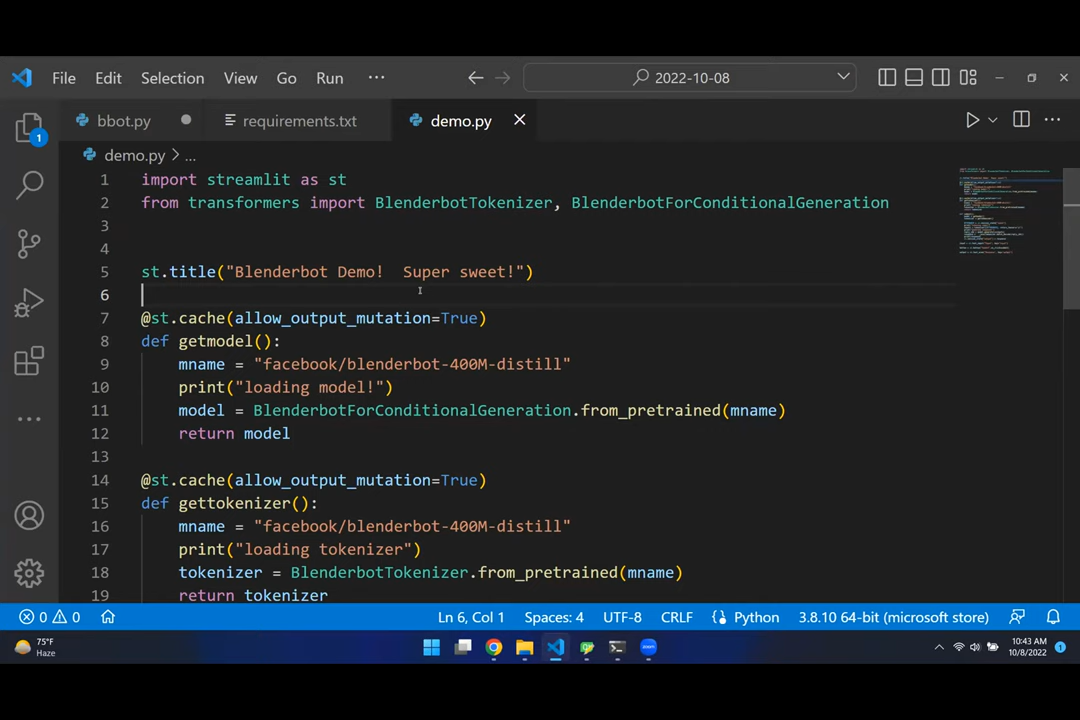 File Edit Selection View Go Run ··· 2022-10-08
bbot.py requirements.txt demo.py
demo.py > ...
1 import streamlit as st
2 from transformers import BlenderbotTokenizer, BlenderbotForConditionalGeneration
3
4
5 st.title("Blenderbot Demo!  Super sweet!")
6
7 @st.cache(allow_output_mutation=True)
8 def getmodel():
9     mname = "facebook/blenderbot-400M-distill"
10     print("loading model!")
11     model = BlenderbotForConditionalGeneration.from_pretrained(mname)
12     return model
13
14 @st.cache(allow_output_mutation=True)
15 def gettokenizer():
16     mname = "facebook/blenderbot-400M-distill"
17     print("loading tokenizer")
18     tokenizer = BlenderbotTokenizer.from_pretrained(mname)
19     return tokenizer
1
0 0 Ln 6, Col 1 Spaces: 4 UTF-8 CRLF Python 3.8.10 64-bit (microsoft store)
75°F
Haze
10:43 AM
10/8/2022
1